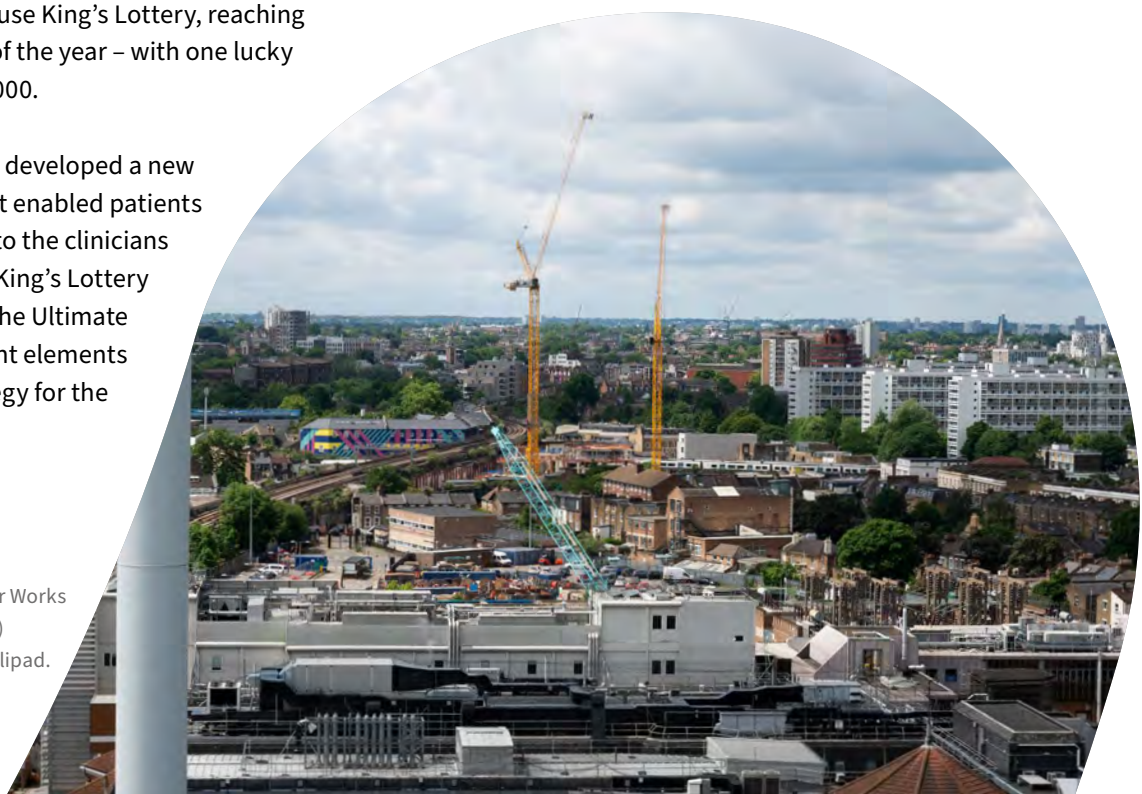 use King’s Lottery, reaching
of the year – with one lucky
000.
developed a new
t enabled patients
to the clinicians
King’s Lottery
he Ultimate
nt elements
egy for the
r Works
)
lipad.